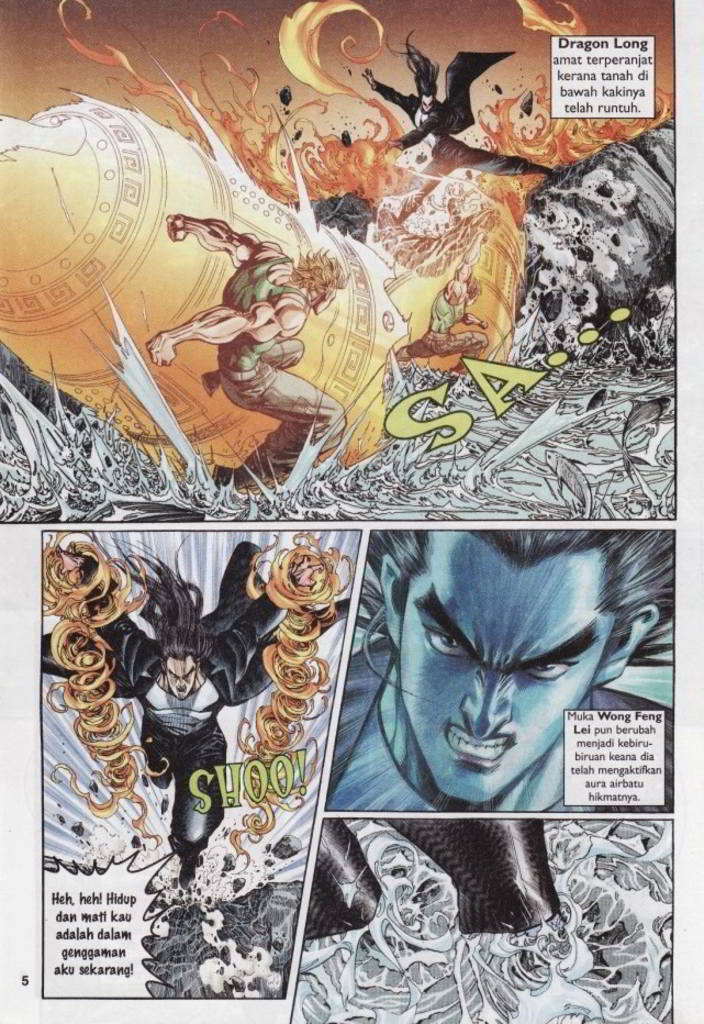 Dragon Long
amat terperanjat
kerana tanah di
bawah kakinya
telah runtuh.
SA...
SHOO!
Muka Wong Feng
Lei pun berubah
menjadi kebiru-
biruan keana dia
telah mengaktifkan
aura airbatu
hikmatnya.
Heh, heh! Hidup
dan mati kau
adalah dalam
genggaman
aku sekarang!
5